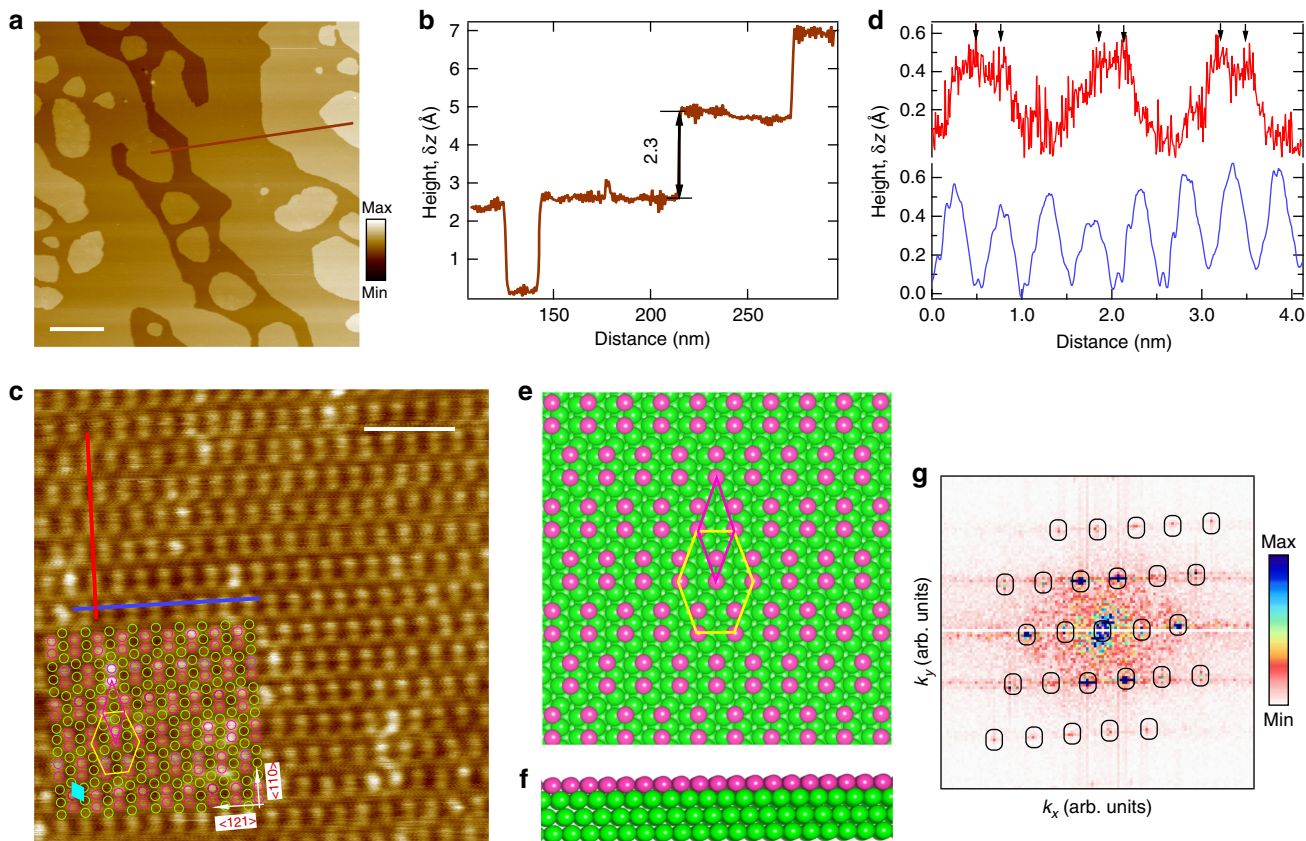 a
Max
Min
b
Height, δz (Å)
7
6
5
4
3
2
1
2.3
150
200
250
Distance (nm)
d
Height, δz (Å)
0.6
0.4
0.2
0.6
0.4
0.2
0.0
0.0
1.0
2.0
3.0
4.0
Distance (nm)
c
<110>
<121>
e
f
g
Max
Min
ky (arb. units)
kx (arb. units)